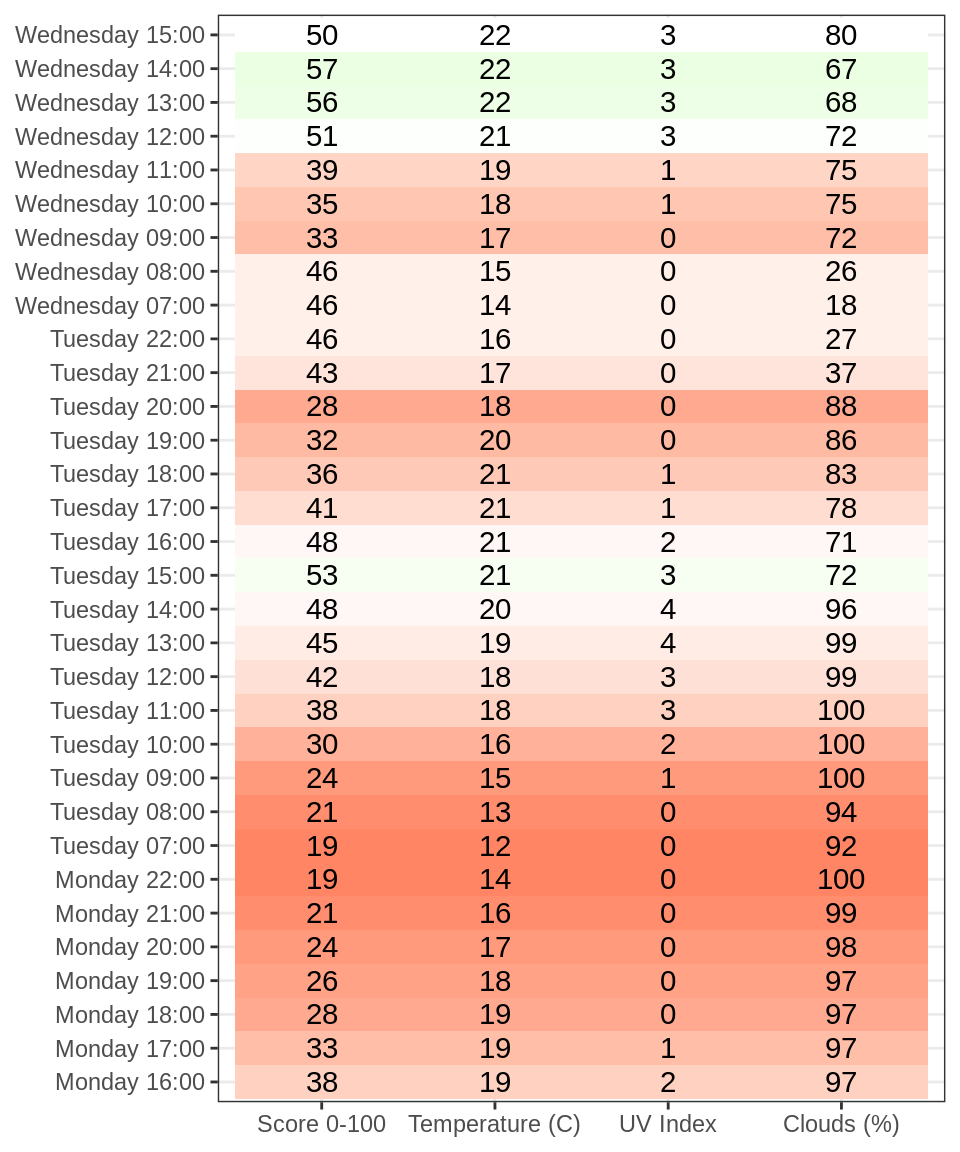 Wednesday 15:00 50 22 3 80
Wednesday 14:00 57 22 3 67
Wednesday 13:00 56 22 3 68
Wednesday 12:00 51 21 3 72
Wednesday 11:00 39 19 1 75
Wednesday 10:00 35 18 1 75
Wednesday 09:00 33 17 0 72
Wednesday 08:00 46 15 0 26
Wednesday 07:00 46 14 0 18
Tuesday 22:00 46 16 0 27
Tuesday 21:00 43 17 0 37
Tuesday 20:00 28 18 0 88
Tuesday 19:00 32 20 0 86
Tuesday 18:00 36 21 1 83
Tuesday 17:00 41 21 1 78
Tuesday 16:00 48 21 2 71
Tuesday 15:00 53 21 3 72
Tuesday 14:00 48 20 4 96
Tuesday 13:00 45 19 4 99
Tuesday 12:00 42 18 3 99
Tuesday 11:00 38 18 3 100
Tuesday 10:00 30 16 2 100
Tuesday 09:00 24 15 1 100
Tuesday 08:00 21 13 0 94
Tuesday 07:00 19 12 0 92
Monday 22:00 19 14 0 100
Monday 21:00 21 16 0 99
Monday 20:00 24 17 0 98
Monday 19:00 26 18 0 97
Monday 18:00 28 19 0 97
Monday 17:00 33 19 1 97
Monday 16:00 38 19 2 97
Score 0-100 Temperature (C) UV Index Clouds (%)